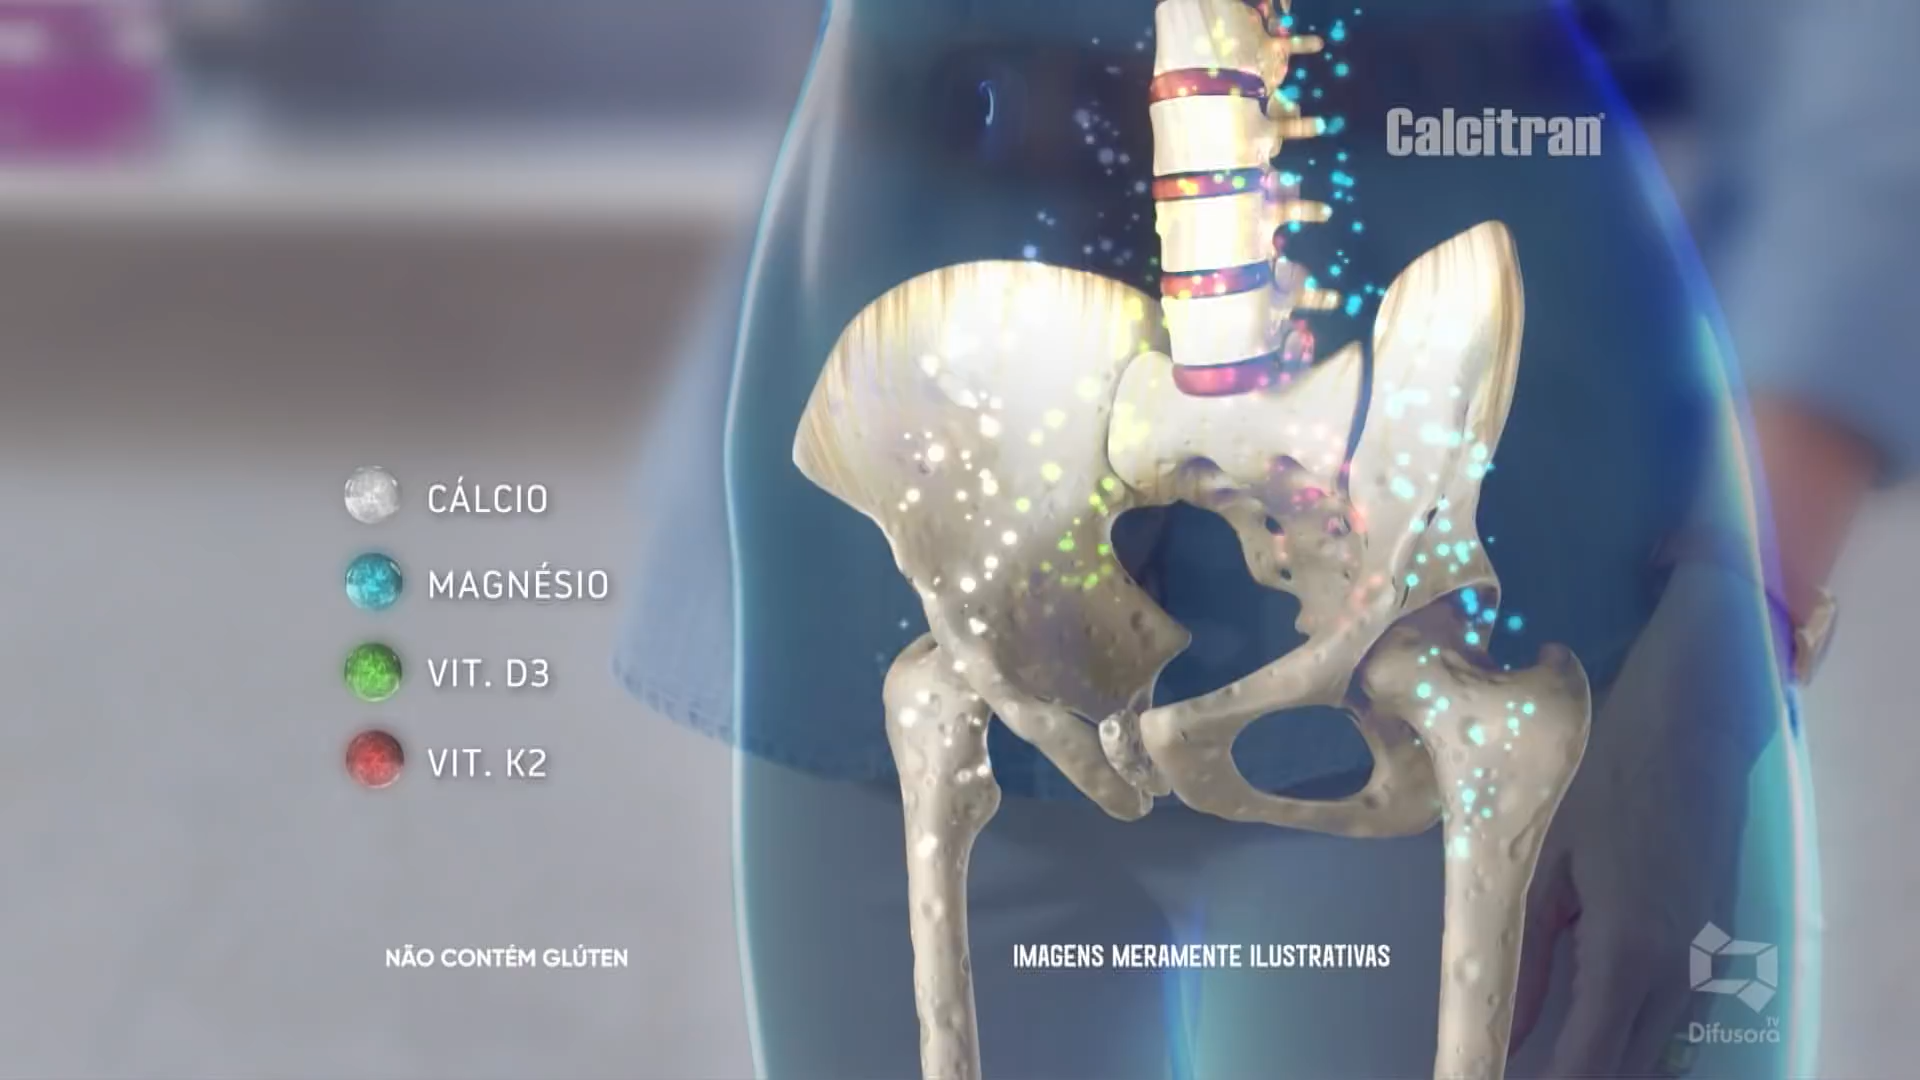 Calcitran
CÁLCIO
MAGNÉSIO
VIT. D3
VIT. K2
NÃO CONTÉM GLÚTEN
IMAGENS MERAMENTE ILUSTRATIVAS
TV
Difusora